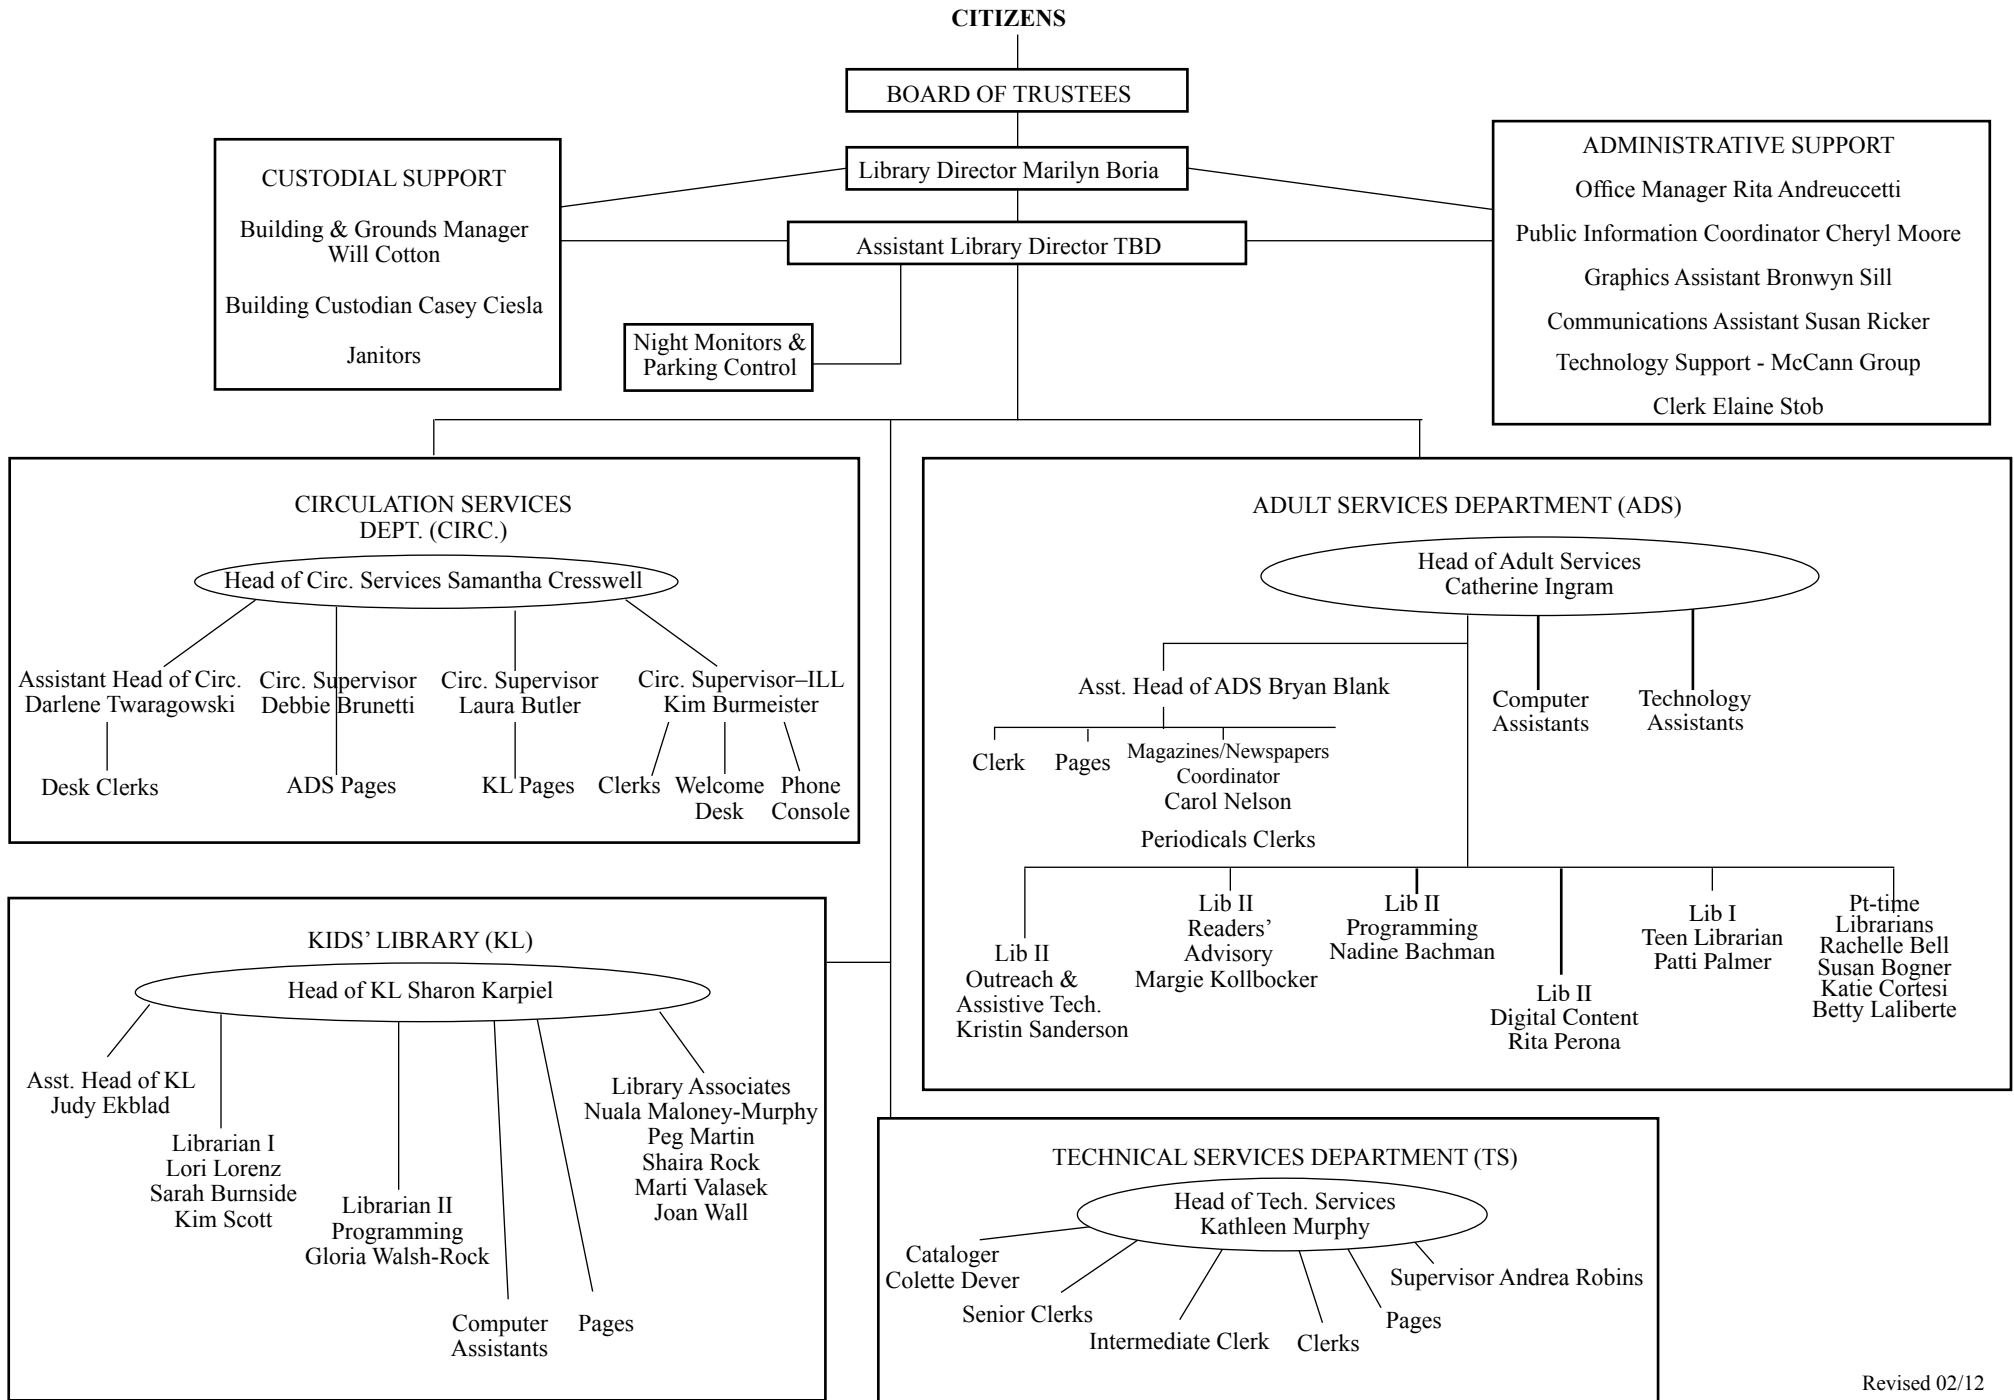 CITIZENS
BOARD OF TRUSTEES
Library Director Marilyn Boria
Assistant Library Director TBD
CUSTODIAL SUPPORT
Building & Grounds Manager
Will Cotton
Building Custodian Casey Ciesla
Janitors
Night Monitors &
Parking Control
ADMINISTRATIVE SUPPORT
Office Manager Rita Andreuccetti
Public Information Coordinator Cheryl Moore
Graphics Assistant Bronwyn Sill
Communications Assistant Susan Ricker
Technology Support - McCann Group
Clerk Elaine Stob
CIRCULATION SERVICES
DEPT. (CIRC.)
Head of Circ. Services Samantha Cresswell
Assistant Head of Circ.
Darlene Twaragowski
Desk Clerks
Circ. Supervisor
Debbie Brunetti
ADS Pages
Circ. Supervisor
Laura Butler
KL Pages
Circ. Supervisor–ILL
Kim Burmeister
Clerks
Welcome
Desk
Phone
Console
ADULT SERVICES DEPARTMENT (ADS)
Head of Adult Services
Catherine Ingram
Asst. Head of ADS Bryan Blank
Clerk
Pages
Magazines/Newspapers
Coordinator
Carol Nelson
Periodicals Clerks
Computer
Assistants
Technology
Assistants
Lib II
Outreach &
Assistive Tech.
Kristin Sanderson
Lib II
Readers’
Advisory
Margie Kollbocker
Lib II
Programming
Nadine Bachman
Lib II
Digital Content
Rita Perona
Lib I
Teen Librarian
Patti Palmer
Pt-time
Librarians
Rachelle Bell
Susan Bogner
Katie Cortesi
Betty Laliberte
KIDS’ LIBRARY (KL)
Head of KL Sharon Karpiel
Asst. Head of KL
Judy Ekblad
Librarian I
Lori Lorenz
Sarah Burnside
Kim Scott
Librarian II
Programming
Gloria Walsh-Rock
Computer
Assistants
Pages
Library Associates
Nuala Maloney-Murphy
Peg Martin
Shaira Rock
Marti Valasek
Joan Wall
TECHNICAL SERVICES DEPARTMENT (TS)
Head of Tech. Services
Kathleen Murphy
Cataloger
Colette Dever
Senior Clerks
Intermediate Clerk
Clerks
Pages
Supervisor Andrea Robins
Revised 02/12